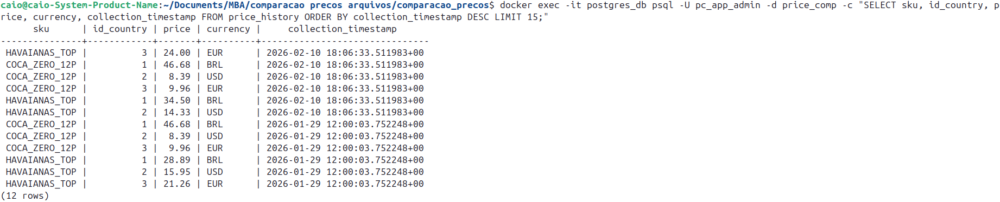 caio@caio-System-Product-Name:~/Documents/MBA/comparacao precos arquivos/comparacao_precos$ docker exec -it postgres_db psql -U pc_app_admin -d price_comp -c "SELECT sku, id_country, p
rice, currency, collection_timestamp FROM price_history ORDER BY collection_timestamp DESC LIMIT 15;"
      sku      | id_country | price | currency |     collection_timestamp
---------------+------------+-------+----------+-------------------------------
 HAVAIANAS_TOP |          3 | 24.00 | EUR      | 2026-02-10 18:06:33.511983+00
 COCA_ZERO_12P |          1 | 46.68 | BRL      | 2026-02-10 18:06:33.511983+00
 COCA_ZERO_12P |          2 |  8.39 | USD      | 2026-02-10 18:06:33.511983+00
 COCA_ZERO_12P |          3 |  9.96 | EUR      | 2026-02-10 18:06:33.511983+00
 HAVAIANAS_TOP |          1 | 34.50 | BRL      | 2026-02-10 18:06:33.511983+00
 HAVAIANAS_TOP |          2 | 14.33 | USD      | 2026-02-10 18:06:33.511983+00
 COCA_ZERO_12P |          1 | 46.68 | BRL      | 2026-01-29 12:00:03.752248+00
 COCA_ZERO_12P |          2 |  8.39 | USD      | 2026-01-29 12:00:03.752248+00
 COCA_ZERO_12P |          3 |  9.96 | EUR      | 2026-01-29 12:00:03.752248+00
 HAVAIANAS_TOP |          1 | 28.89 | BRL      | 2026-01-29 12:00:03.752248+00
 HAVAIANAS_TOP |          2 | 15.95 | USD      | 2026-01-29 12:00:03.752248+00
 HAVAIANAS_TOP |          3 | 21.26 | EUR      | 2026-01-29 12:00:03.752248+00
(12 rows)